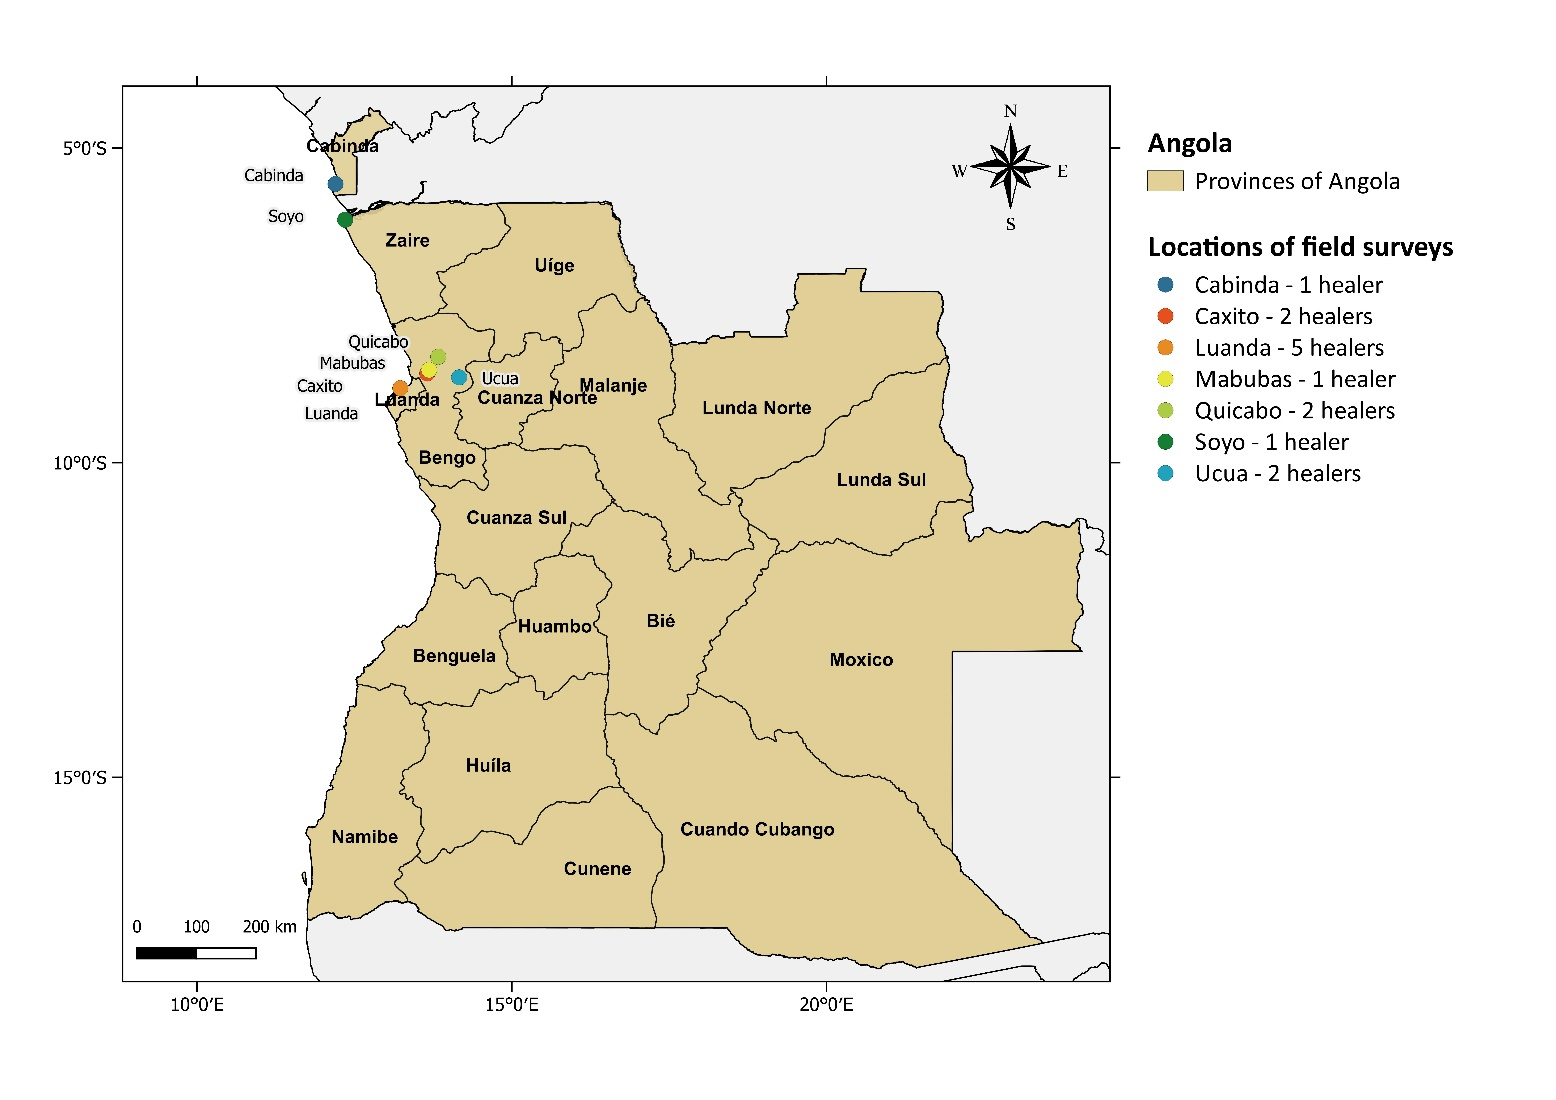 N
W E
S
5°0'S
10°0'S
15°0'S
10°0'E 15°0'E 20°0'E
Cabinda
Cabinda
Soyo
Zaire
Uíge
Quicabo
Mabubas
Caxito
Luanda
Luanda
Ucua
Cuanza Norte
Malanje
Lunda Norte
Bengo
Lunda Sul
Cuanza Sul
Huambo
Bié
Benguela
Moxico
Huíla
Namibe
Cuando Cubango
Cunene
0 100 200 km
Angola
Provinces of Angola
Locations of field surveys
Cabinda - 1 healer
Caxito - 2 healers
Luanda - 5 healers
Mabubas - 1 healer
Quicabo - 2 healers
Soyo - 1 healer
Ucua - 2 healers